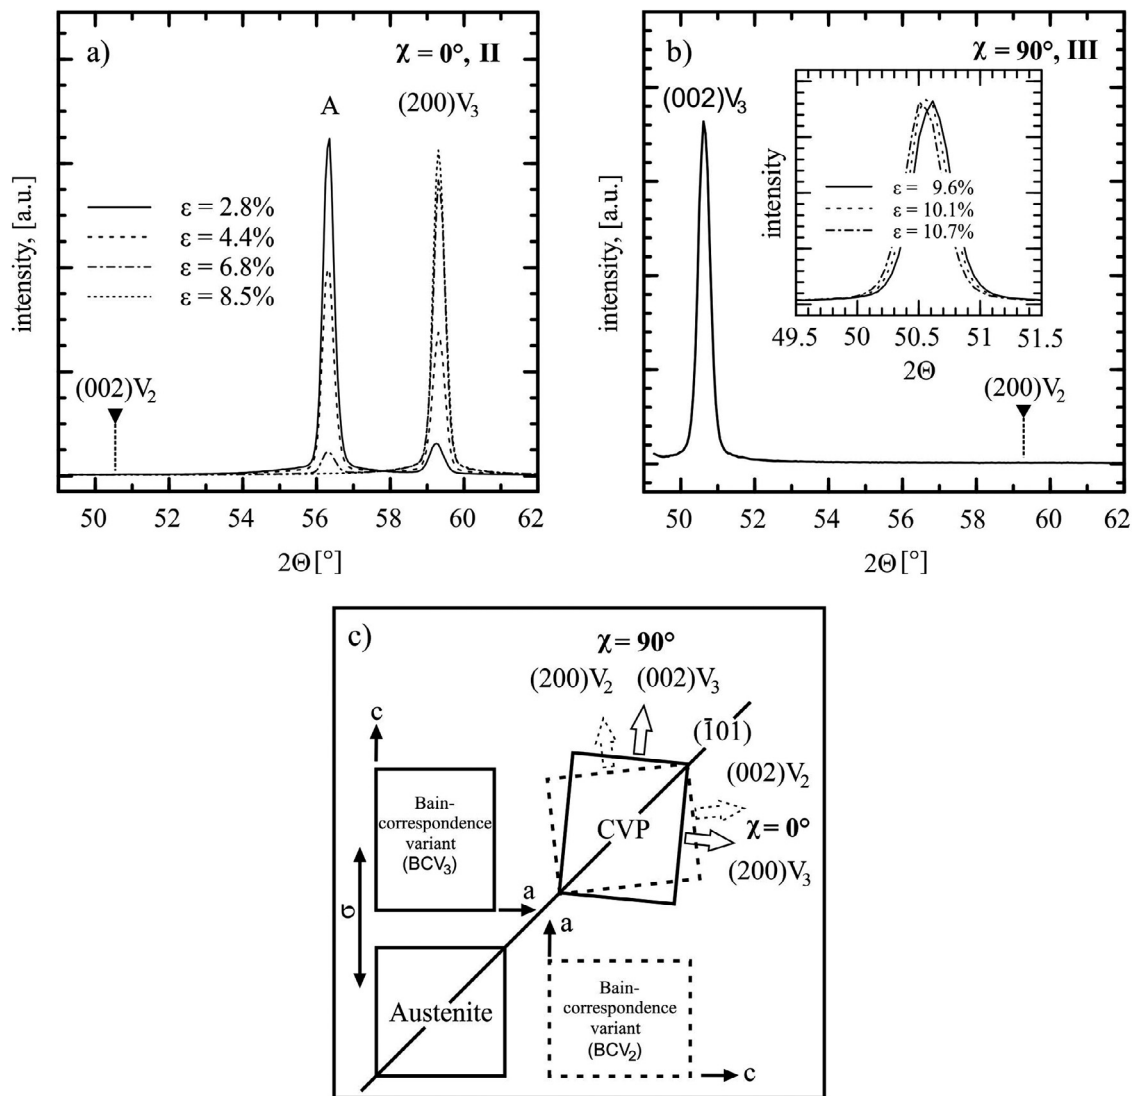 a)
χ = 0°, II
A
(200)V₃
ε = 2.8%
ε = 4.4%
ε = 6.8%
ε = 8.5%
(002)V₂
intensity, [a.u.]
50 52 54 56 58 60 62
2Θ[°]
b)
χ = 90°, III
(002)V₃
intensity
ε = 9.6%
ε = 10.1%
ε = 10.7%
49.5 50 50.5 51 51.5
2Θ
(200)V₂
intensity, [a.u.]
50 52 54 56 58 60 62
2Θ[°]
c)
χ = 90°
(200)V₂ (002)V₃
c
(1̄01)
(002)V₂
Bain-
correspondence
variant
(BCV₃)
CVP
χ = 0°
(200)V₃
a
σ
a
Austenite
Bain-
correspondence
variant
(BCV₂)
c